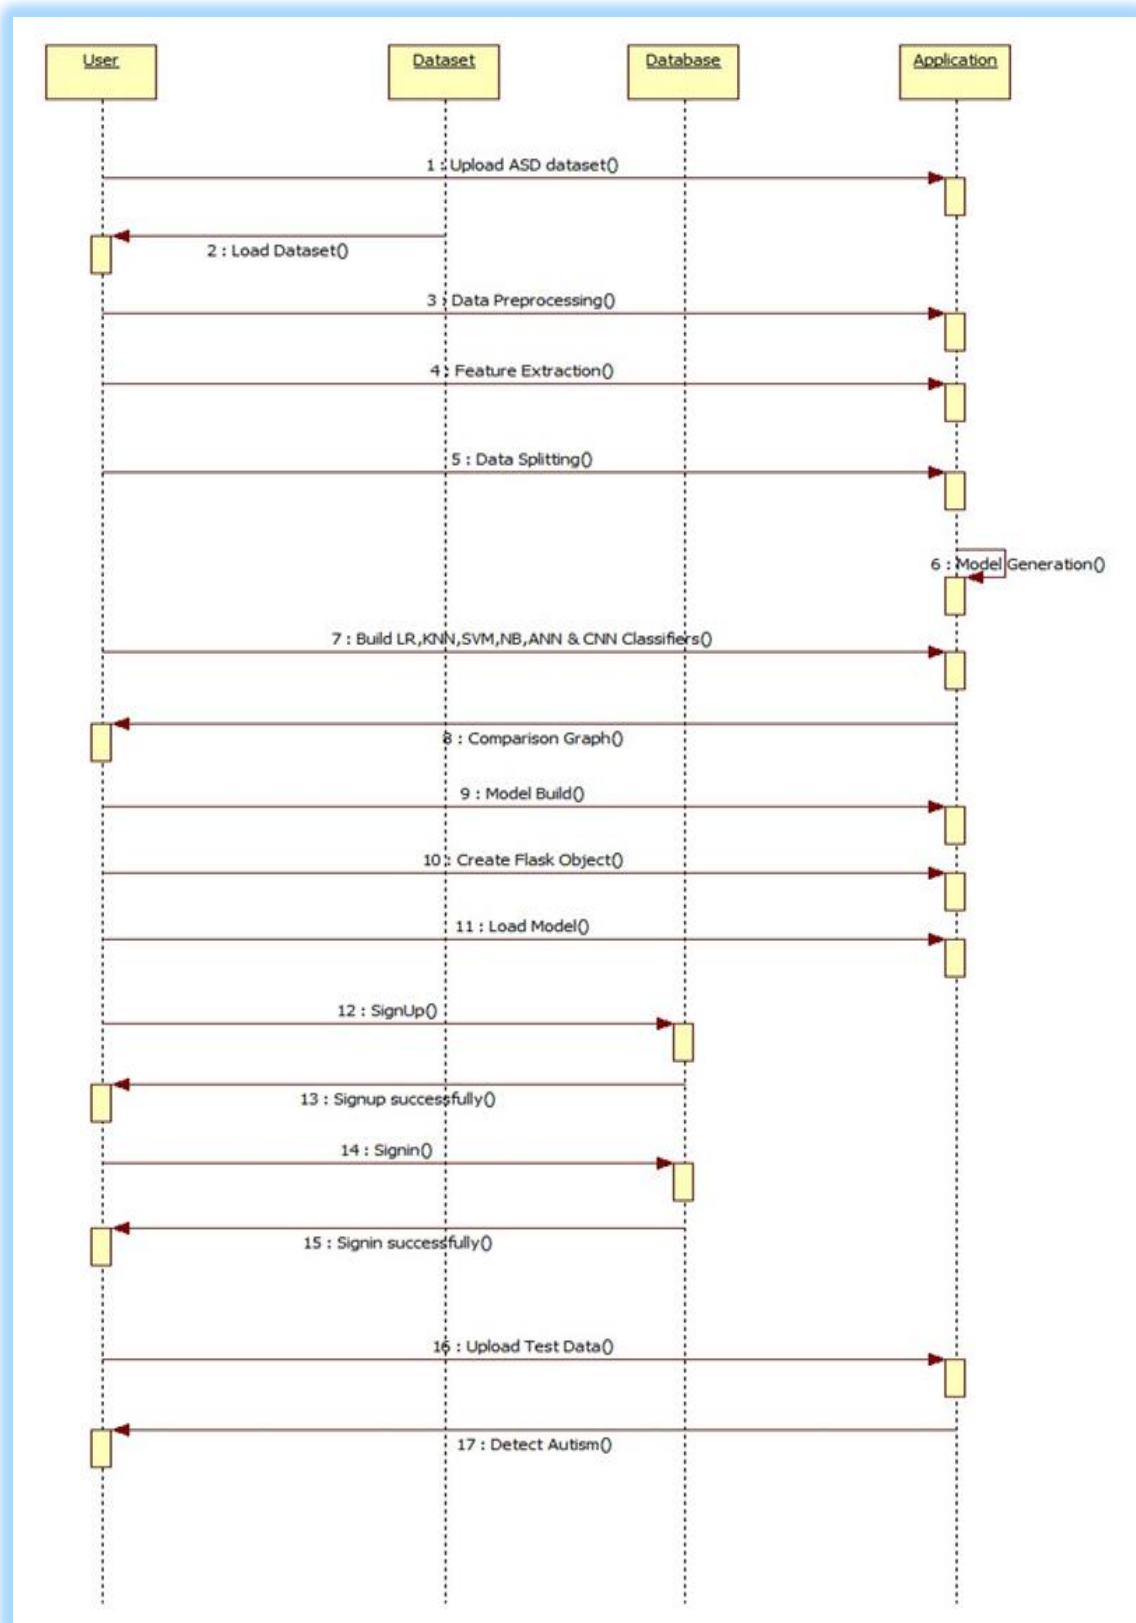 User
Dataset
Database
Application
1 : Upload ASD dataset()
2 : Load Dataset()
3 : Data Preprocessing()
4 : Feature Extraction()
5 : Data Splitting()
6 : Model Generation()
7 : Build LR,KNN,SVM,NB,ANN & CNN Classifiers()
8 : Comparison Graph()
9 : Model Build()
10 : Create Flask Object()
11 : Load Model()
12 : SignUp()
13 : Signup successfully()
14 : Signin()
15 : Signin successfully()
16 : Upload Test Data()
17 : Detect Autism()